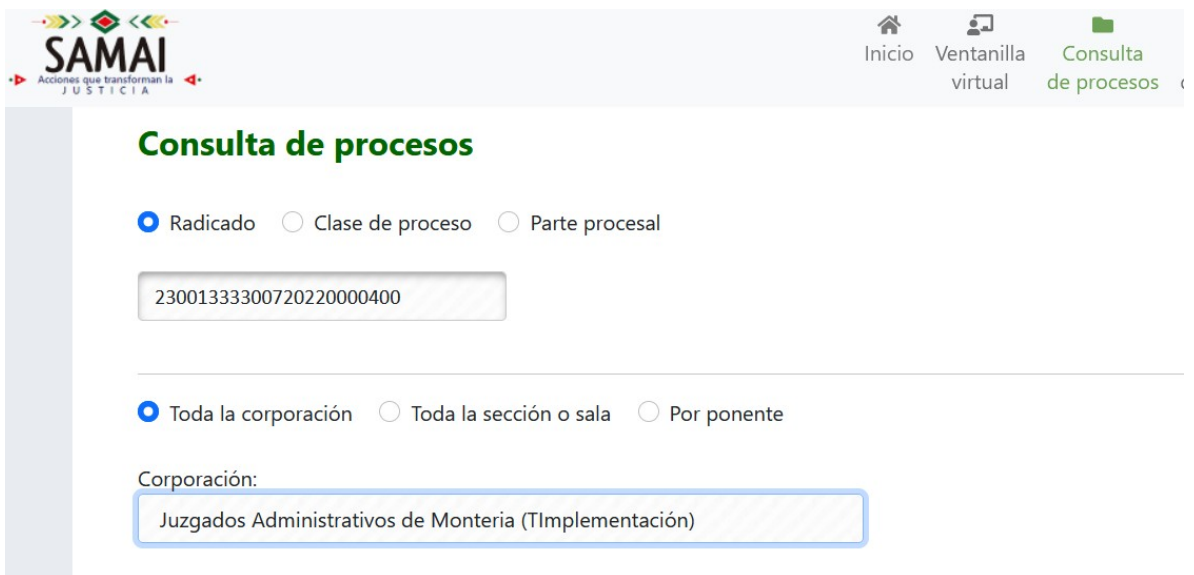 SAMAI
Acciones que transforman la
JUSTICIA
Inicio
Ventanilla
virtual
Consulta
de procesos
Consulta de procesos
Radicado Clase de proceso Parte procesal
23001333300720220000400
Toda la corporación Toda la sección o sala Por ponente
Corporación:
Juzgados Administrativos de Monteria (TImplementación)